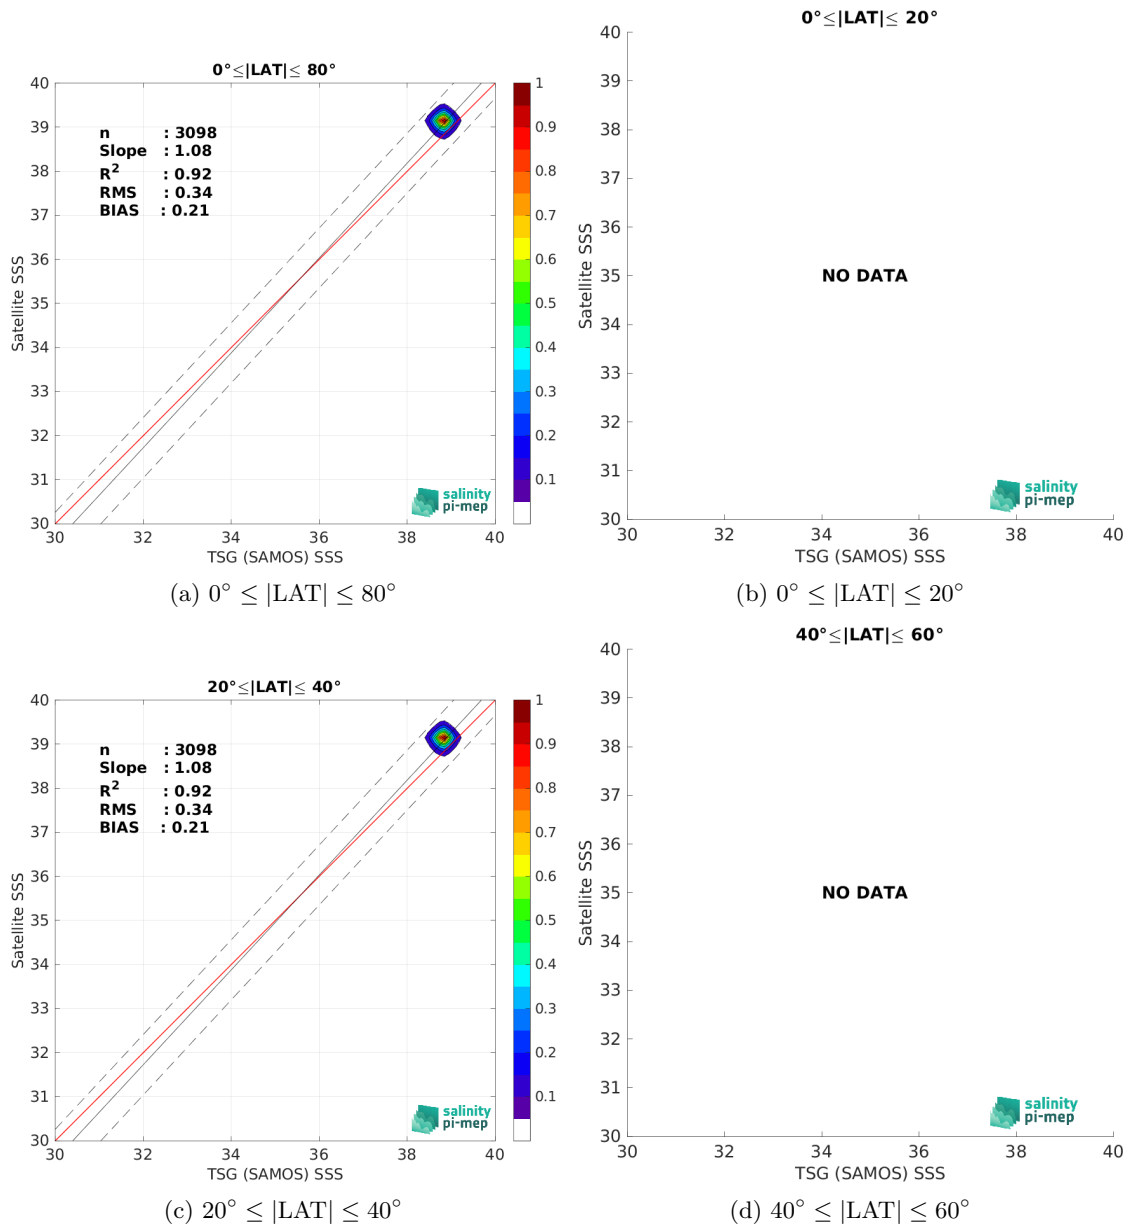 0°≤|LAT|≤ 80°
40
39
38
37
36
35
34
33
32
31
30
Satellite SSS
n : 3098
Slope : 1.08
R2 : 0.92
RMS : 0.34
BIAS : 0.21
salinity
pi-mep
30 32 34 36 38 40
TSG (SAMOS) SSS
1
0.9
0.8
0.7
0.6
0.5
0.4
0.3
0.2
0.1
(a) 0° ≤ |LAT| ≤ 80°
0°≤|LAT|≤ 20°
40
39
38
37
36
35
34
33
32
31
30
Satellite SSS
NO DATA
salinity
pi-mep
30 32 34 36 38 40
TSG (SAMOS) SSS
(b) 0° ≤ |LAT| ≤ 20°
20°≤|LAT|≤ 40°
40
39
38
37
36
35
34
33
32
31
30
Satellite SSS
n : 3098
Slope : 1.08
R2 : 0.92
RMS : 0.34
BIAS : 0.21
salinity
pi-mep
30 32 34 36 38 40
TSG (SAMOS) SSS
1
0.9
0.8
0.7
0.6
0.5
0.4
0.3
0.2
0.1
(c) 20° ≤ |LAT| ≤ 40°
40°≤|LAT|≤ 60°
40
39
38
37
36
35
34
33
32
31
30
Satellite SSS
NO DATA
salinity
pi-mep
30 32 34 36 38 40
TSG (SAMOS) SSS
(d) 40° ≤ |LAT| ≤ 60°